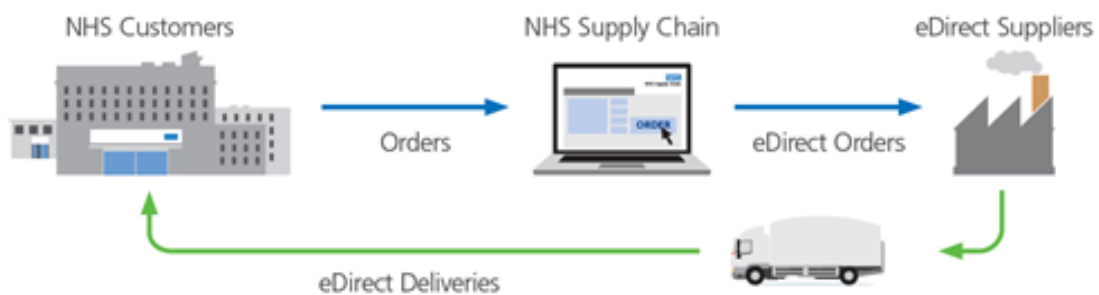 NHS Customers
NHS Supply Chain
eDirect Suppliers
ORDER
Orders
eDirect Orders
eDirect Deliveries